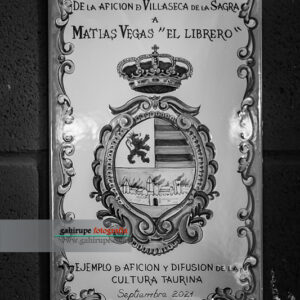 DE LA AFICION D VILLASECA DE LA SAGRA
A
MATIAS VEGAS "EL LIBRERO"
gahirupe fotografía
www.gahirupe
EJEMPLO D AFICION Y DIFUSION DE LA
CULTURA TAURINA
Septiembre 2021